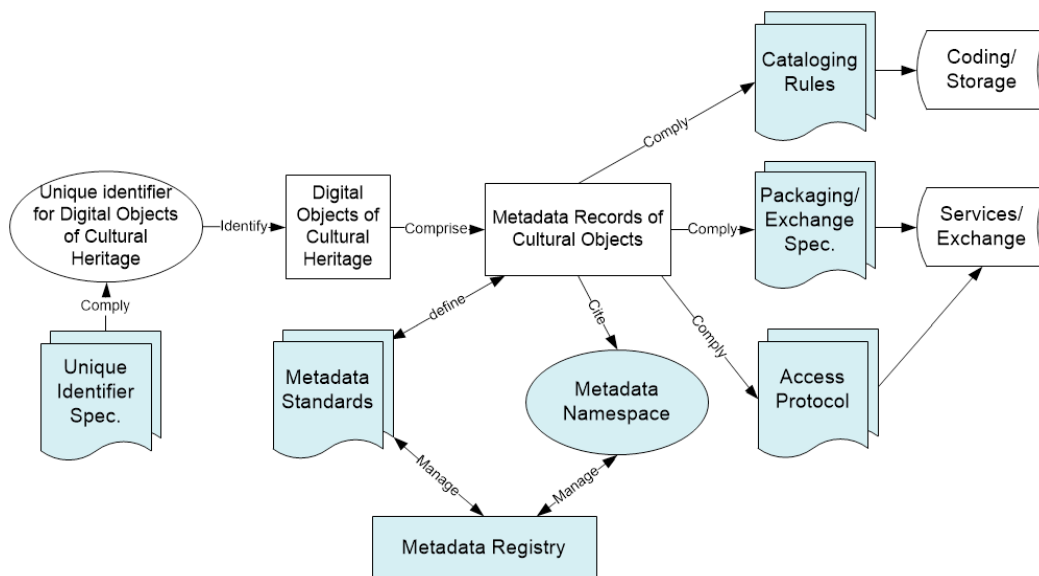 Cataloging
Rules
Coding/
Storage
Comply
Unique identifier
for Digital Objects
of Cultural
Heritage
Identify
Digital
Objects of
Cultural
Heritage
Comprise
Metadata Records of
Cultural Objects
Comply
Packaging/
Exchange
Spec.
Services/
Exchange
Comply
define
Cite
Comply
Unique
Identifier
Spec.
Metadata
Standards
Metadata
Namespace
Access
Protocol
Manage
Manage
Metadata Registry